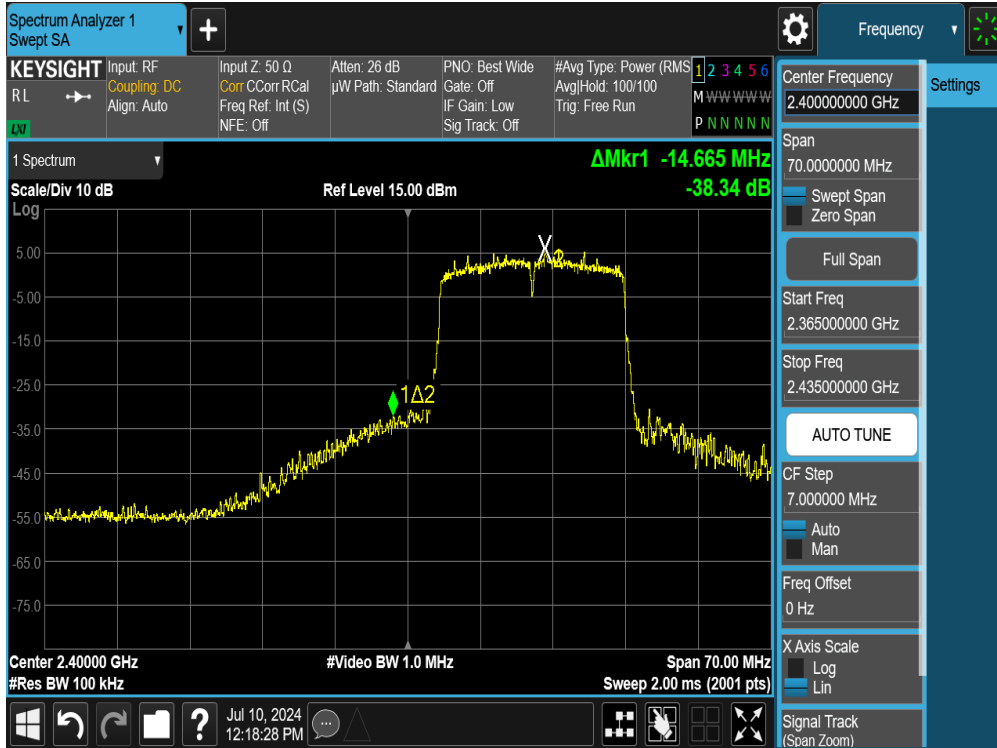 Spectrum Analyzer 1
Swept SA
+
Frequency
KEYSIGHT
R L
LXI
Input: RF
Coupling: DC
Align: Auto
Input Z: 50 Ω
Corr CCorr RCal
Freq Ref: Int (S)
NFE: Off
Atten: 26 dB
µW Path: Standard
PNO: Best Wide
Gate: Off
IF Gain: Low
Sig Track: Off
#Avg Type: Power (RMS
Avg|Hold: 100/100
Trig: Free Run
1 2 3 4 5 6
M W W W W W
P N N N N N
1 Spectrum
ΔMkr1 -14.665 MHz
-38.34 dB
Scale/Div 10 dB
Ref Level 15.00 dBm
Log
5.00
-5.00
-15.0
-25.0
-35.0
-45.0
-55.0
-65.0
-75.0
X2
1Δ2
Center 2.40000 GHz
#Video BW 1.0 MHz
Span 70.00 MHz
#Res BW 100 kHz
Sweep 2.00 ms (2001 pts)
Jul 10, 2024
12:18:28 PM
?
Center Frequency
2.400000000 GHz
Settings
Span
70.0000000 MHz
Swept Span
Zero Span
Full Span
Start Freq
2.365000000 GHz
Stop Freq
2.435000000 GHz
AUTO TUNE
CF Step
7.000000 MHz
Auto
Man
Freq Offset
0 Hz
X Axis Scale
Log
Lin
Signal Track
(Span Zoom)